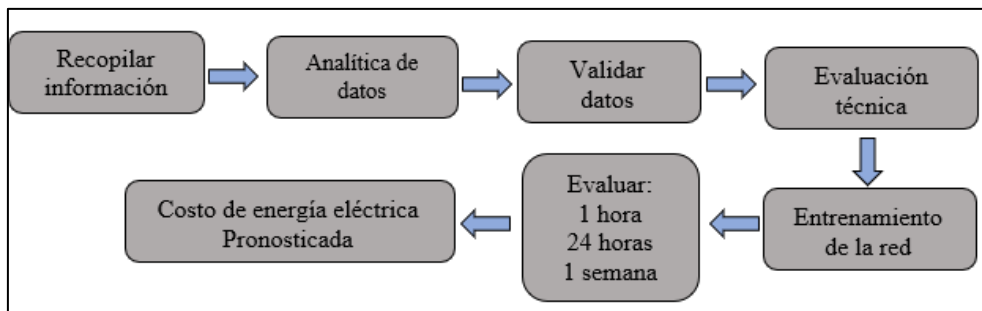 Recopilar
información
Analítica de
datos
Validar
datos
Evaluación
técnica
Entrenamiento
de la red
Evaluar:
1 hora
24 horas
1 semana
Costo de energía eléctrica
Pronosticada